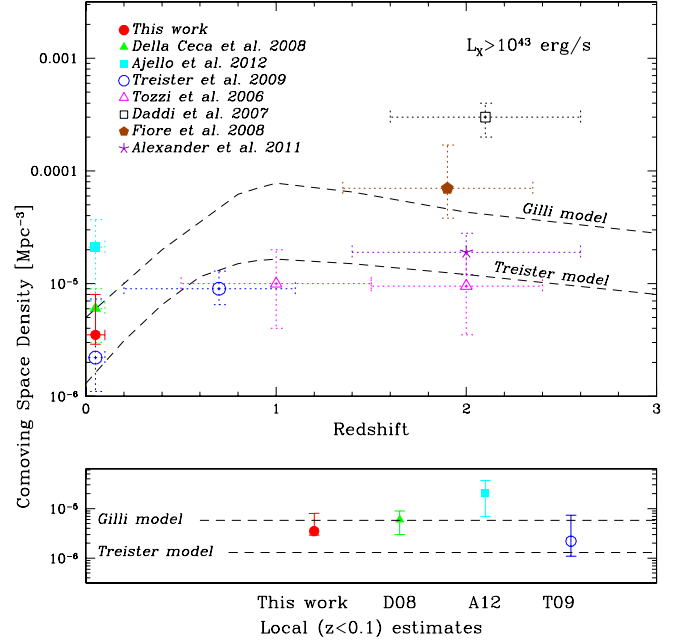 This work
Della Ceca et al. 2008
Ajello et al. 2012
Treister et al. 2009
Tozzi et al. 2006
Daddi et al. 2007
Fiore et al. 2008
Alexander et al. 2011
Lₓ>10⁴³ erg/s
0.001
0.0001
10⁻⁵
10⁻⁶
Gilli model
Treister model
0 1 2 3
Redshift
Comoving Space Density [Mpc⁻³]
10⁻⁵
10⁻⁶
Gilli model
Treister model
This work D08 A12 T09
Local (z<0.1) estimates